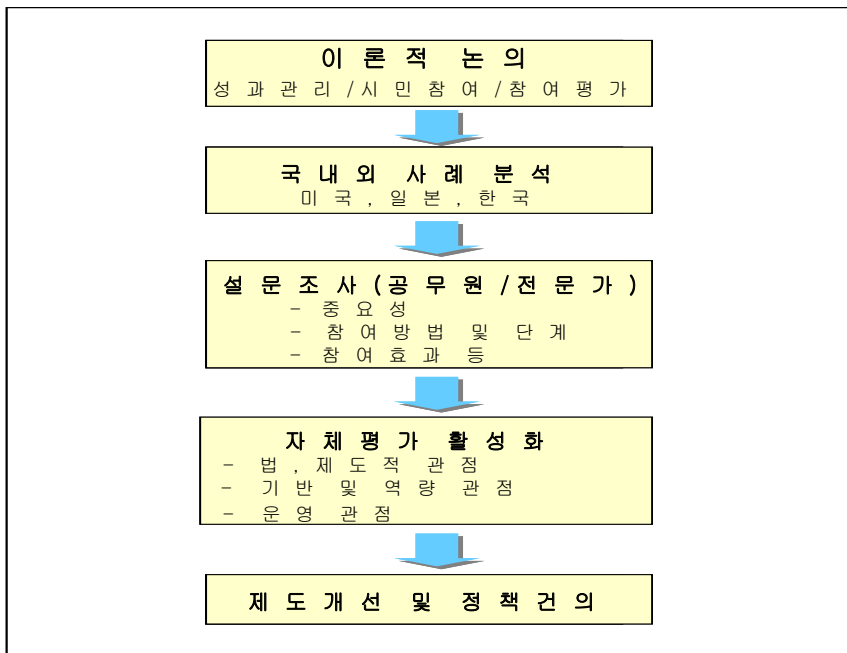 이론적 논의
성과관리/시민참여/참여평가
국내외 사례 분석
미국, 일본, 한국
설문조사(공무원/전문가)
- 중요성
- 참여방법 및 단계
- 참여효과 등
자체평가 활성화
- 법, 제도적 관점
- 기반 및 역량 관점
- 운영 관점
제도개선 및 정책건의